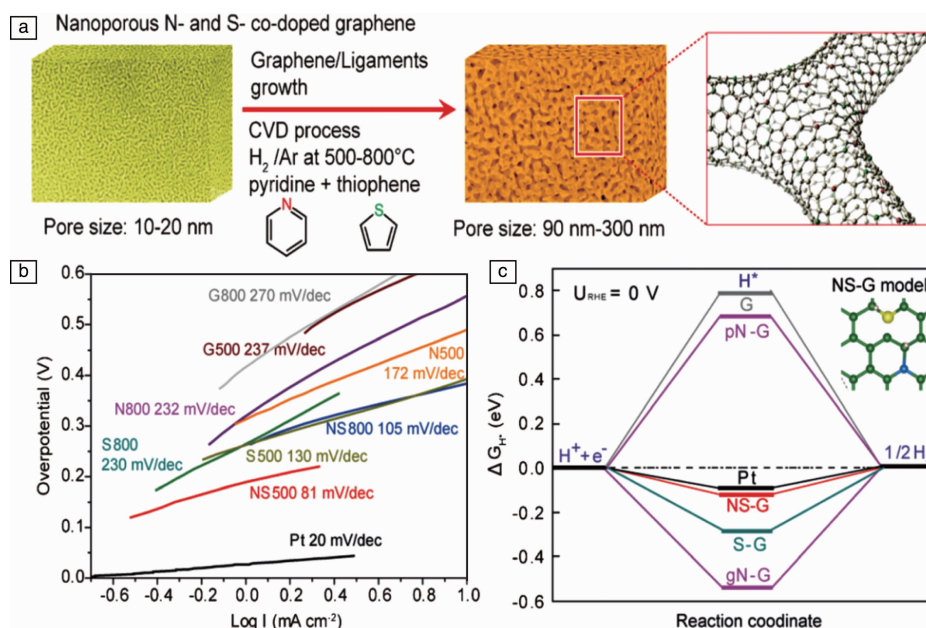 a
Nanoporous N- and S- co-doped graphene
Graphene/Ligaments
growth
CVD process
H2 /Ar at 500-800°C
pyridine + thiophene
N
S
Pore size: 10-20 nm
Pore size: 90 nm-300 nm
b
Overpotential (V)
0.6
0.5
0.4
0.3
0.2
0.1
0.0
G800 270 mV/dec
G500 237 mV/dec
N500
172 mV/dec
N800 232 mV/dec
S800
230 mV/dec
NS800 105 mV/dec
S500 130 mV/dec
NS500 81 mV/dec
Pt 20 mV/dec
-0.6 -0.4 -0.2 0.0 0.2 0.4 0.6 0.8 1.0
Log I (mA cm-2)
c
Δ GH* (eV)
0.8
0.6
0.4
0.2
0.0
-0.2
-0.4
-0.6
URHE = 0 V
H*
G
pN-G
NS-G model
H+ + e-
1/2 H
Pt
NS-G
S-G
gN-G
Reaction coodinate